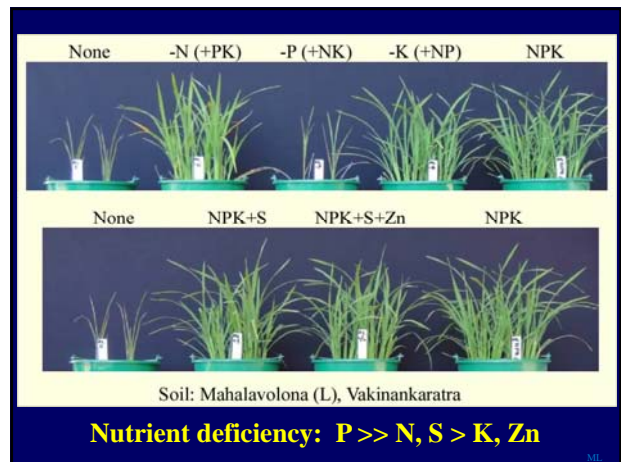 None -N (+PK) -P (+NK) -K (+NP) NPK
None NPK+S NPK+S+Zn NPK
Soil: Mahalavolona (L), Vakinankaratra
Nutrient deficiency: P >> N, S > K, Zn
ML